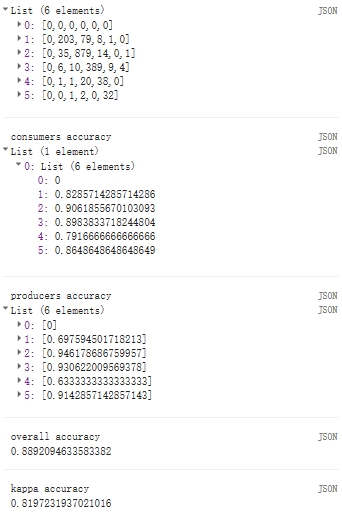 List (6 elements) JSON
0: [0,0,0,0,0,0]
1: [0,203,79,8,1,0]
2: [0,35,879,14,0,1]
3: [0,6,10,389,9,4]
4: [0,1,1,20,38,0]
5: [0,0,1,2,0,32]
consumers accuracy JSON
List (1 element) JSON
0: List (6 elements)
0: 0
1: 0.8285714285714286
2: 0.9061855670103093
3: 0.8983833718244804
4: 0.7916666666666666
5: 0.8648648648648649
producers accuracy JSON
List (6 elements) JSON
0: [0]
1: [0.697594501718213]
2: [0.946178686759957]
3: [0.930622009569378]
4: [0.6333333333333333]
5: [0.9142857142857143]
overall accuracy JSON
0.8892094633583382
kappa accuracy JSON
0.8197231937021016